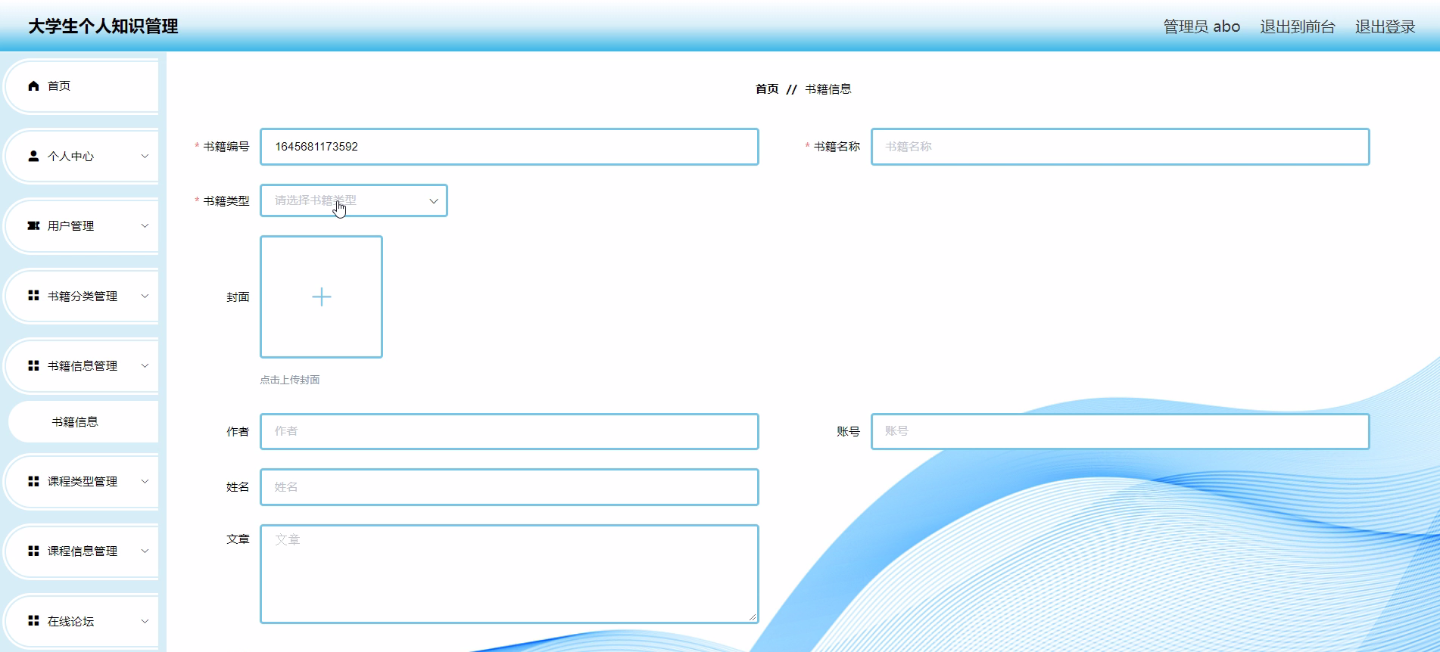 大学生个人知识管理
管理员 abo 退出到前台 退出登录
首页
个人中心
用户管理
书籍分类管理
书籍信息管理
书籍信息
课程类型管理
课程信息管理
在线论坛
首页 // 书籍信息
* 书籍编号 1645681173592
* 书籍名称 书籍名称
* 书籍类型 请选择书籍类型
封面
点击上传封面
作者 作者
账号 账号
姓名 姓名
文章 文章